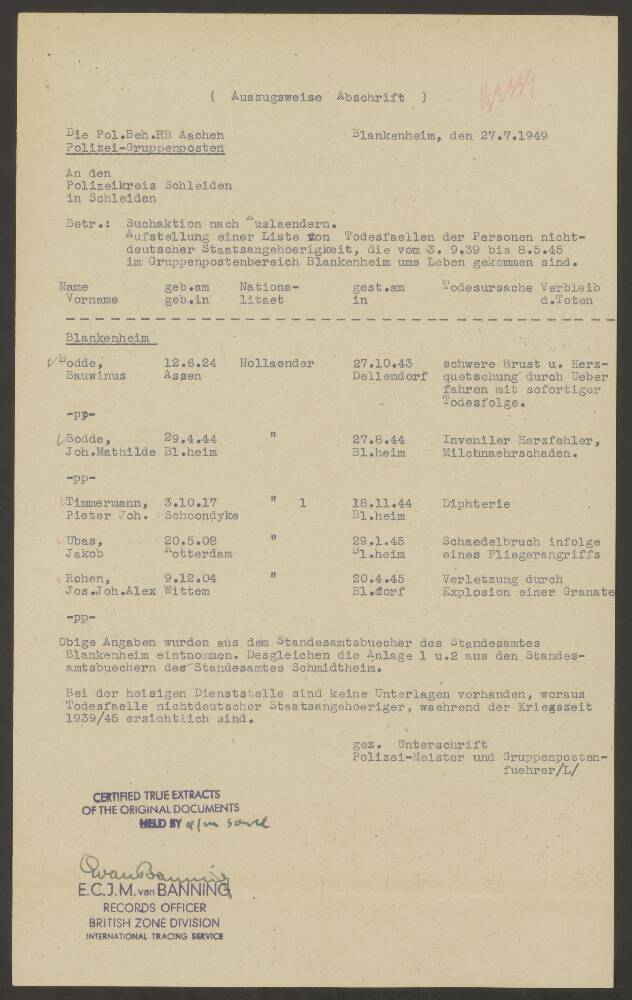 ( Auszugsweise Abschrift )
Die Pol.Beh.RB Aachen Blankenheim, den 27.7.1949
Polizei-Gruppenposten
An den
Polizeikreis Schleiden
in Schleiden
Betr.: Suchaktion nach Auslaendern.
Aufstellung einer Liste von Todesfaellen der Personen nicht-
deutscher Staatsangehoerigkeit, die vom 3. 9.39 bis 8.5.45
im Gruppenpostenbereich Blankenheim ums Leben gekommen sind.
Name geb.am Nationa- gest.am Todesursache Verbleib
Vorname geb.in litaet in d.Toten
Blankenheim
Bodde, 12.6.24 Hollaender 27.10.43 schwere Brust u. Herz-
Bauwinus Assen Dellendorf quetschung durch Ueber
fahren mit sofortiger
Todesfolge.
-pp-
Bodde, 29.4.44 " 27.8.44 Inveniler Herzfehler,
Joh.Mathilde Bl.heim Bl.heim Milchnaehrschaden.
-pp-
Timmermann, 3.10.17 " 1 18.11.44 Diphterie
Pieter Joh. Schoondyke Bl.heim
Ubas, 20.5.08 " 29.1.45 Schaedelbruch infolge
Jakob Rotterdam Bl.heim eines Fliegerangriffs
Rohen, 9.12.04 " 20.4.45 Verletzung durch
Jos.Joh.Alex Wittem Bl.dorf Explosion einer Granate
-pp-
Obige Angaben wurden aus dem Standesamtsbuecher des Standesamtes
Blankenheim eintnommen. Desgleichen die Anlage 1 u.2 aus den Standes-
amtsbuechern des Standesamtes Schmidtheim.
Bei der heisigen Dienststelle sind keine Unterlagen vorhanden, woraus
Todesfaelle nichtdeutscher Staatsangehoeriger, waehrend der Kriegszeit
1939/45 ersichtlich sind.
gez. Unterschrift
Polizei-Meister und Gruppenposten-
fuehrer/L/
CERTIFIED TRUE EXTRACTS
OF THE ORIGINAL DOCUMENTS
HELD BY
E.C.J.M. van BANNING
RECORDS OFFICER
BRITISH ZONE DIVISION
INTERNATIONAL TRACING SERVICE